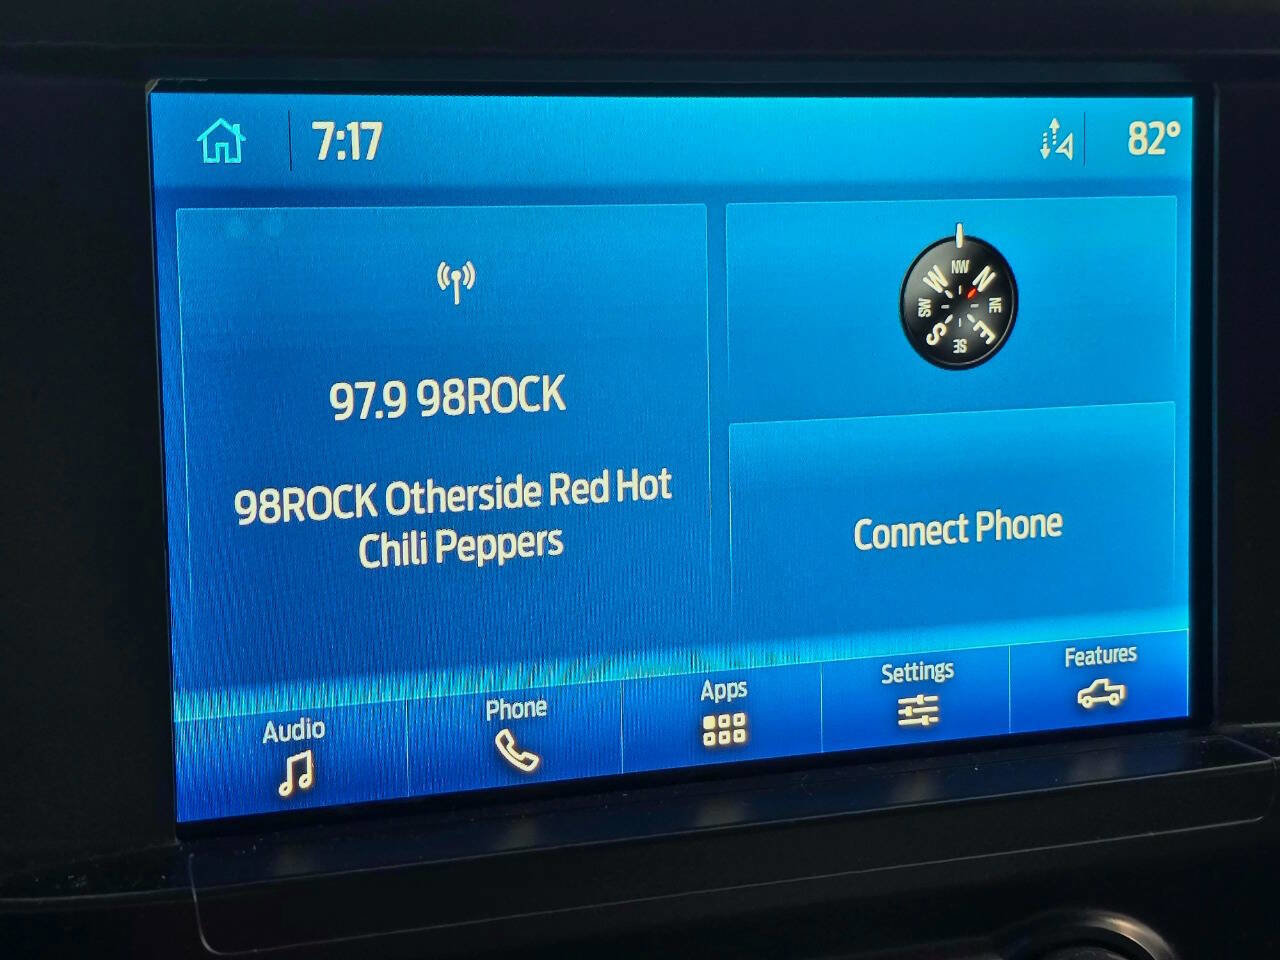 7:17
82°
97.9 98ROCK
98ROCK Otherside Red Hot
Chili Peppers
NW
W N
SW NE
S E
SE
Connect Phone
Audio
Phone
Apps
Settings
Features